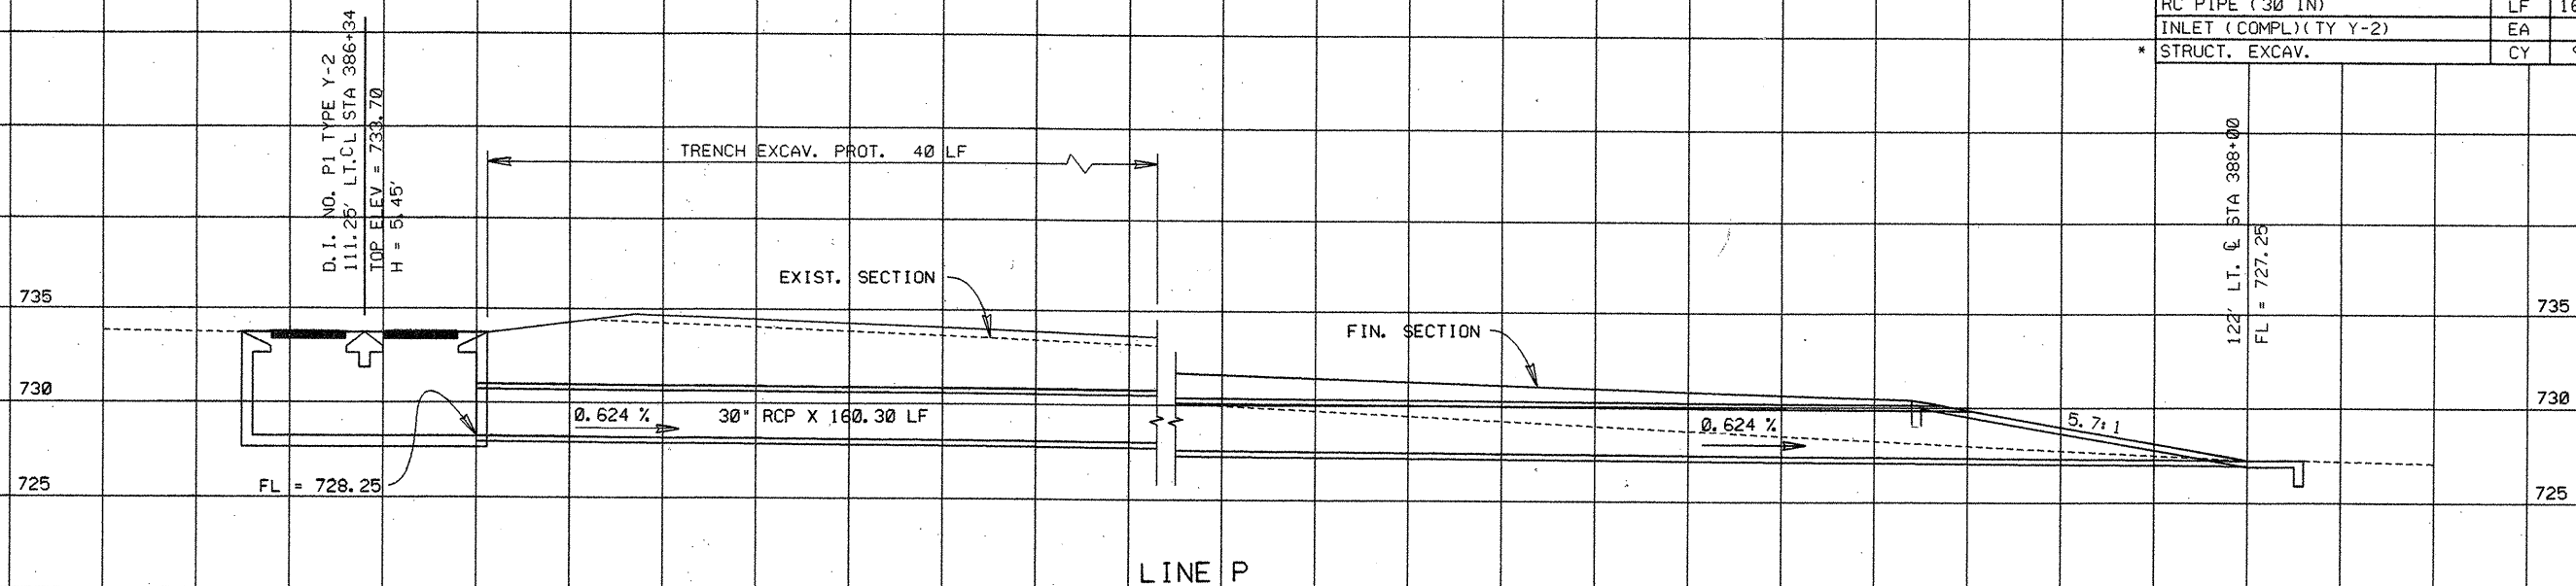 RC PIPE (30 IN) LF
INLET (COMPL)(TY Y-2) EA
* STRUCT. EXCAV. CY
D.I. NO. P1 TYPE Y-2
111.25' LT.CL STA 386+34
TOP ELEV = 733.70
H = 5.45'
TRENCH EXCAV. PROT. 40 LF
122' LT. ℄ STA 388+00
FL = 727.25
EXIST. SECTION
735
FIN. SECTION
735
730
0.624 %
30" RCP X 160.30 LF
0.624 %
5.7:1
730
725
FL = 728.25
725
LINE P